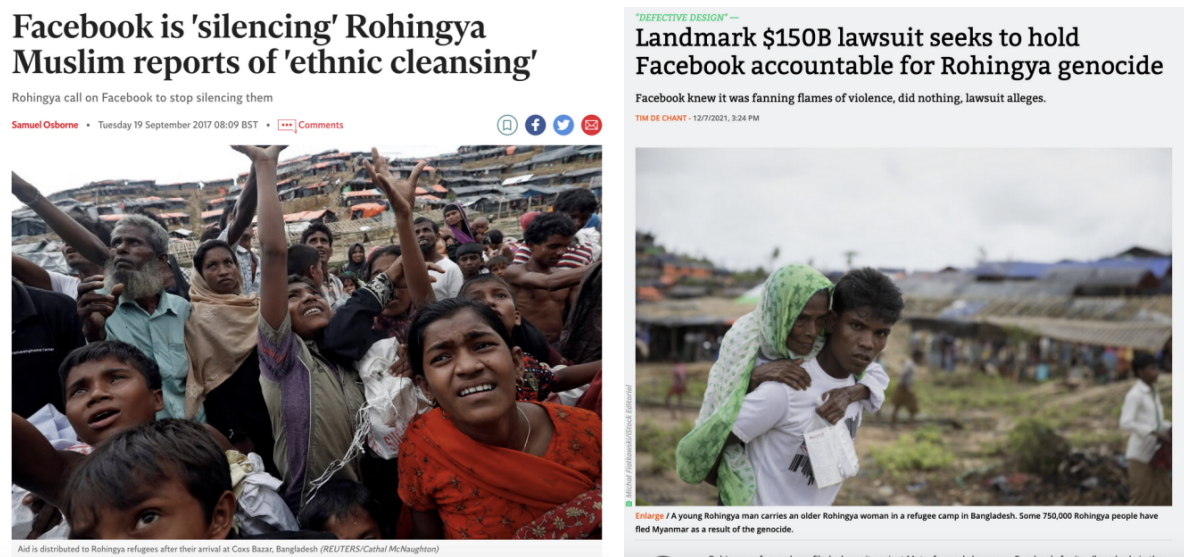 Facebook is 'silencing' Rohingya
Muslim reports of 'ethnic cleansing'
Rohingya call on Facebook to stop silencing them
Samuel Osborne • Tuesday 19 September 2017 08:09 BST • Comments
Aid is distributed to Rohingya refugees after their arrival at Coxs Bazar, Bangladesh (REUTERS/Cathal McNaughton)
"DEFECTIVE DESIGN" —
Landmark $150B lawsuit seeks to hold
Facebook accountable for Rohingya genocide
Facebook knew it was fanning flames of violence, did nothing, lawsuit alleges.
TIM DE CHANT - 12/7/2021, 3:24 PM
Michal Fialkowski/iStock Editorial
Enlarge / A young Rohingya man carries an older Rohingya woman in a refugee camp in Bangladesh. Some 750,000 Rohingya people have
fled Myanmar as a result of the genocide.